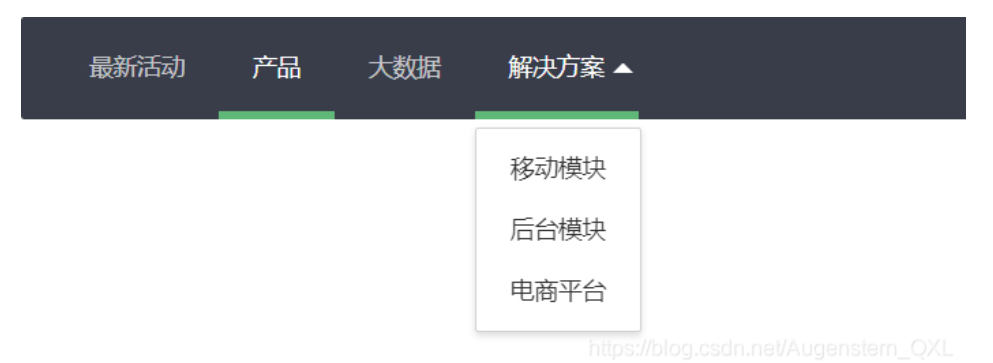 最新活动 产品 大数据 解决方案
移动模块
后台模块
电商平台
https://blog.csdn.net/Augenstern_QXL